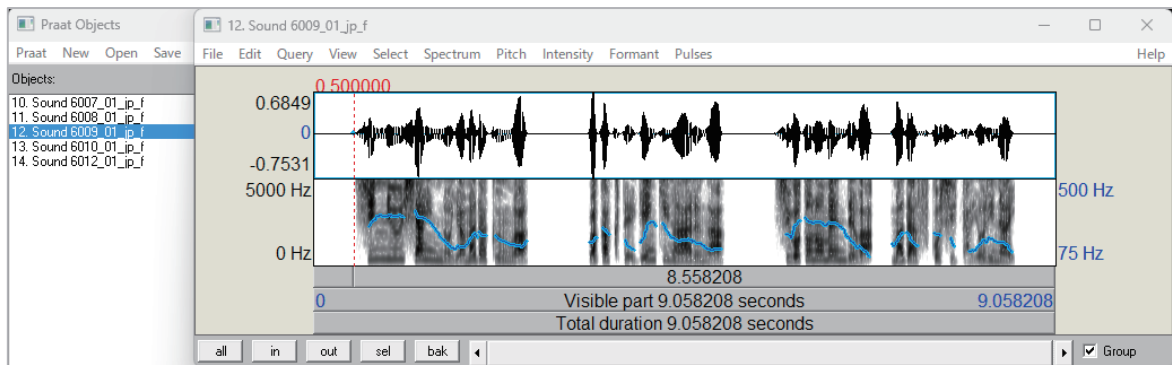 Praat Objects
Praat New Open Save
Objects:
10. Sound 6007_01_jp_f
11. Sound 6008_01_jp_f
12. Sound 6009_01_jp_f
13. Sound 6010_01_jp_f
14. Sound 6012_01_jp_f
12. Sound 6009_01_jp_f
File Edit Query View Select Spectrum Pitch Intensity Formant Pulses Help
0.500000
0.6849
0
-0.7531
5000 Hz 500 Hz
0 Hz 75 Hz
8.558208
0 Visible part 9.058208 seconds 9.058208
Total duration 9.058208 seconds
all in out sel bak Group